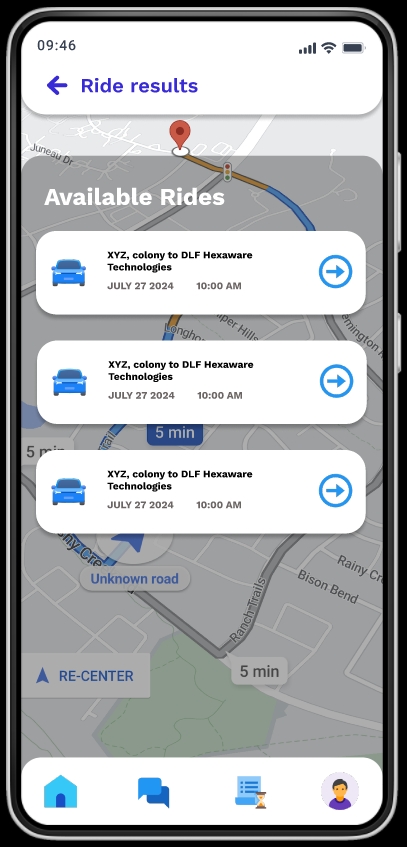 09:46
Ride results
Juneau Dr
Available Rides
XYZ, colony to DLF Hexaware
Technologies
JULY 27 2024 10:00 AM
XYZ, colony to DLF Hexaware
Technologies
JULY 27 2024 10:00 AM
5 min
5 min
XYZ, colony to DLF Hexaware
Technologies
JULY 27 2024 10:00 AM
Unknown road
Rainy
Bison Bend
Ranch Trails
RE-CENTER
5 min